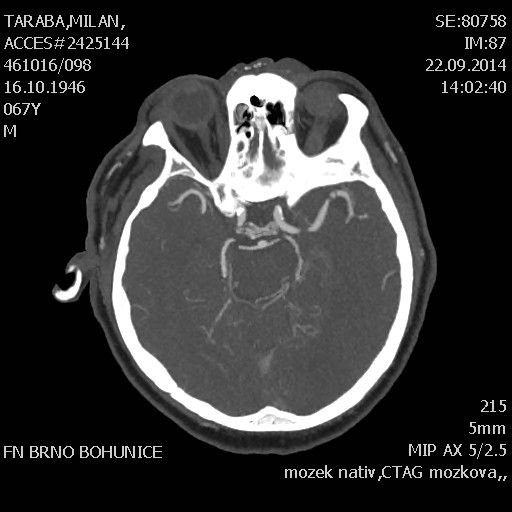 TARABA,MILAN,
ACCES#2425144
461016/098
16.10.1946
067Y
M
SE:80758
IM:87
22.09.2014
14:02:40
215
5mm
MIP AX 5/2.5
mozek nativ,CTAG mozkova,,
FN BRNO BOHUNICE